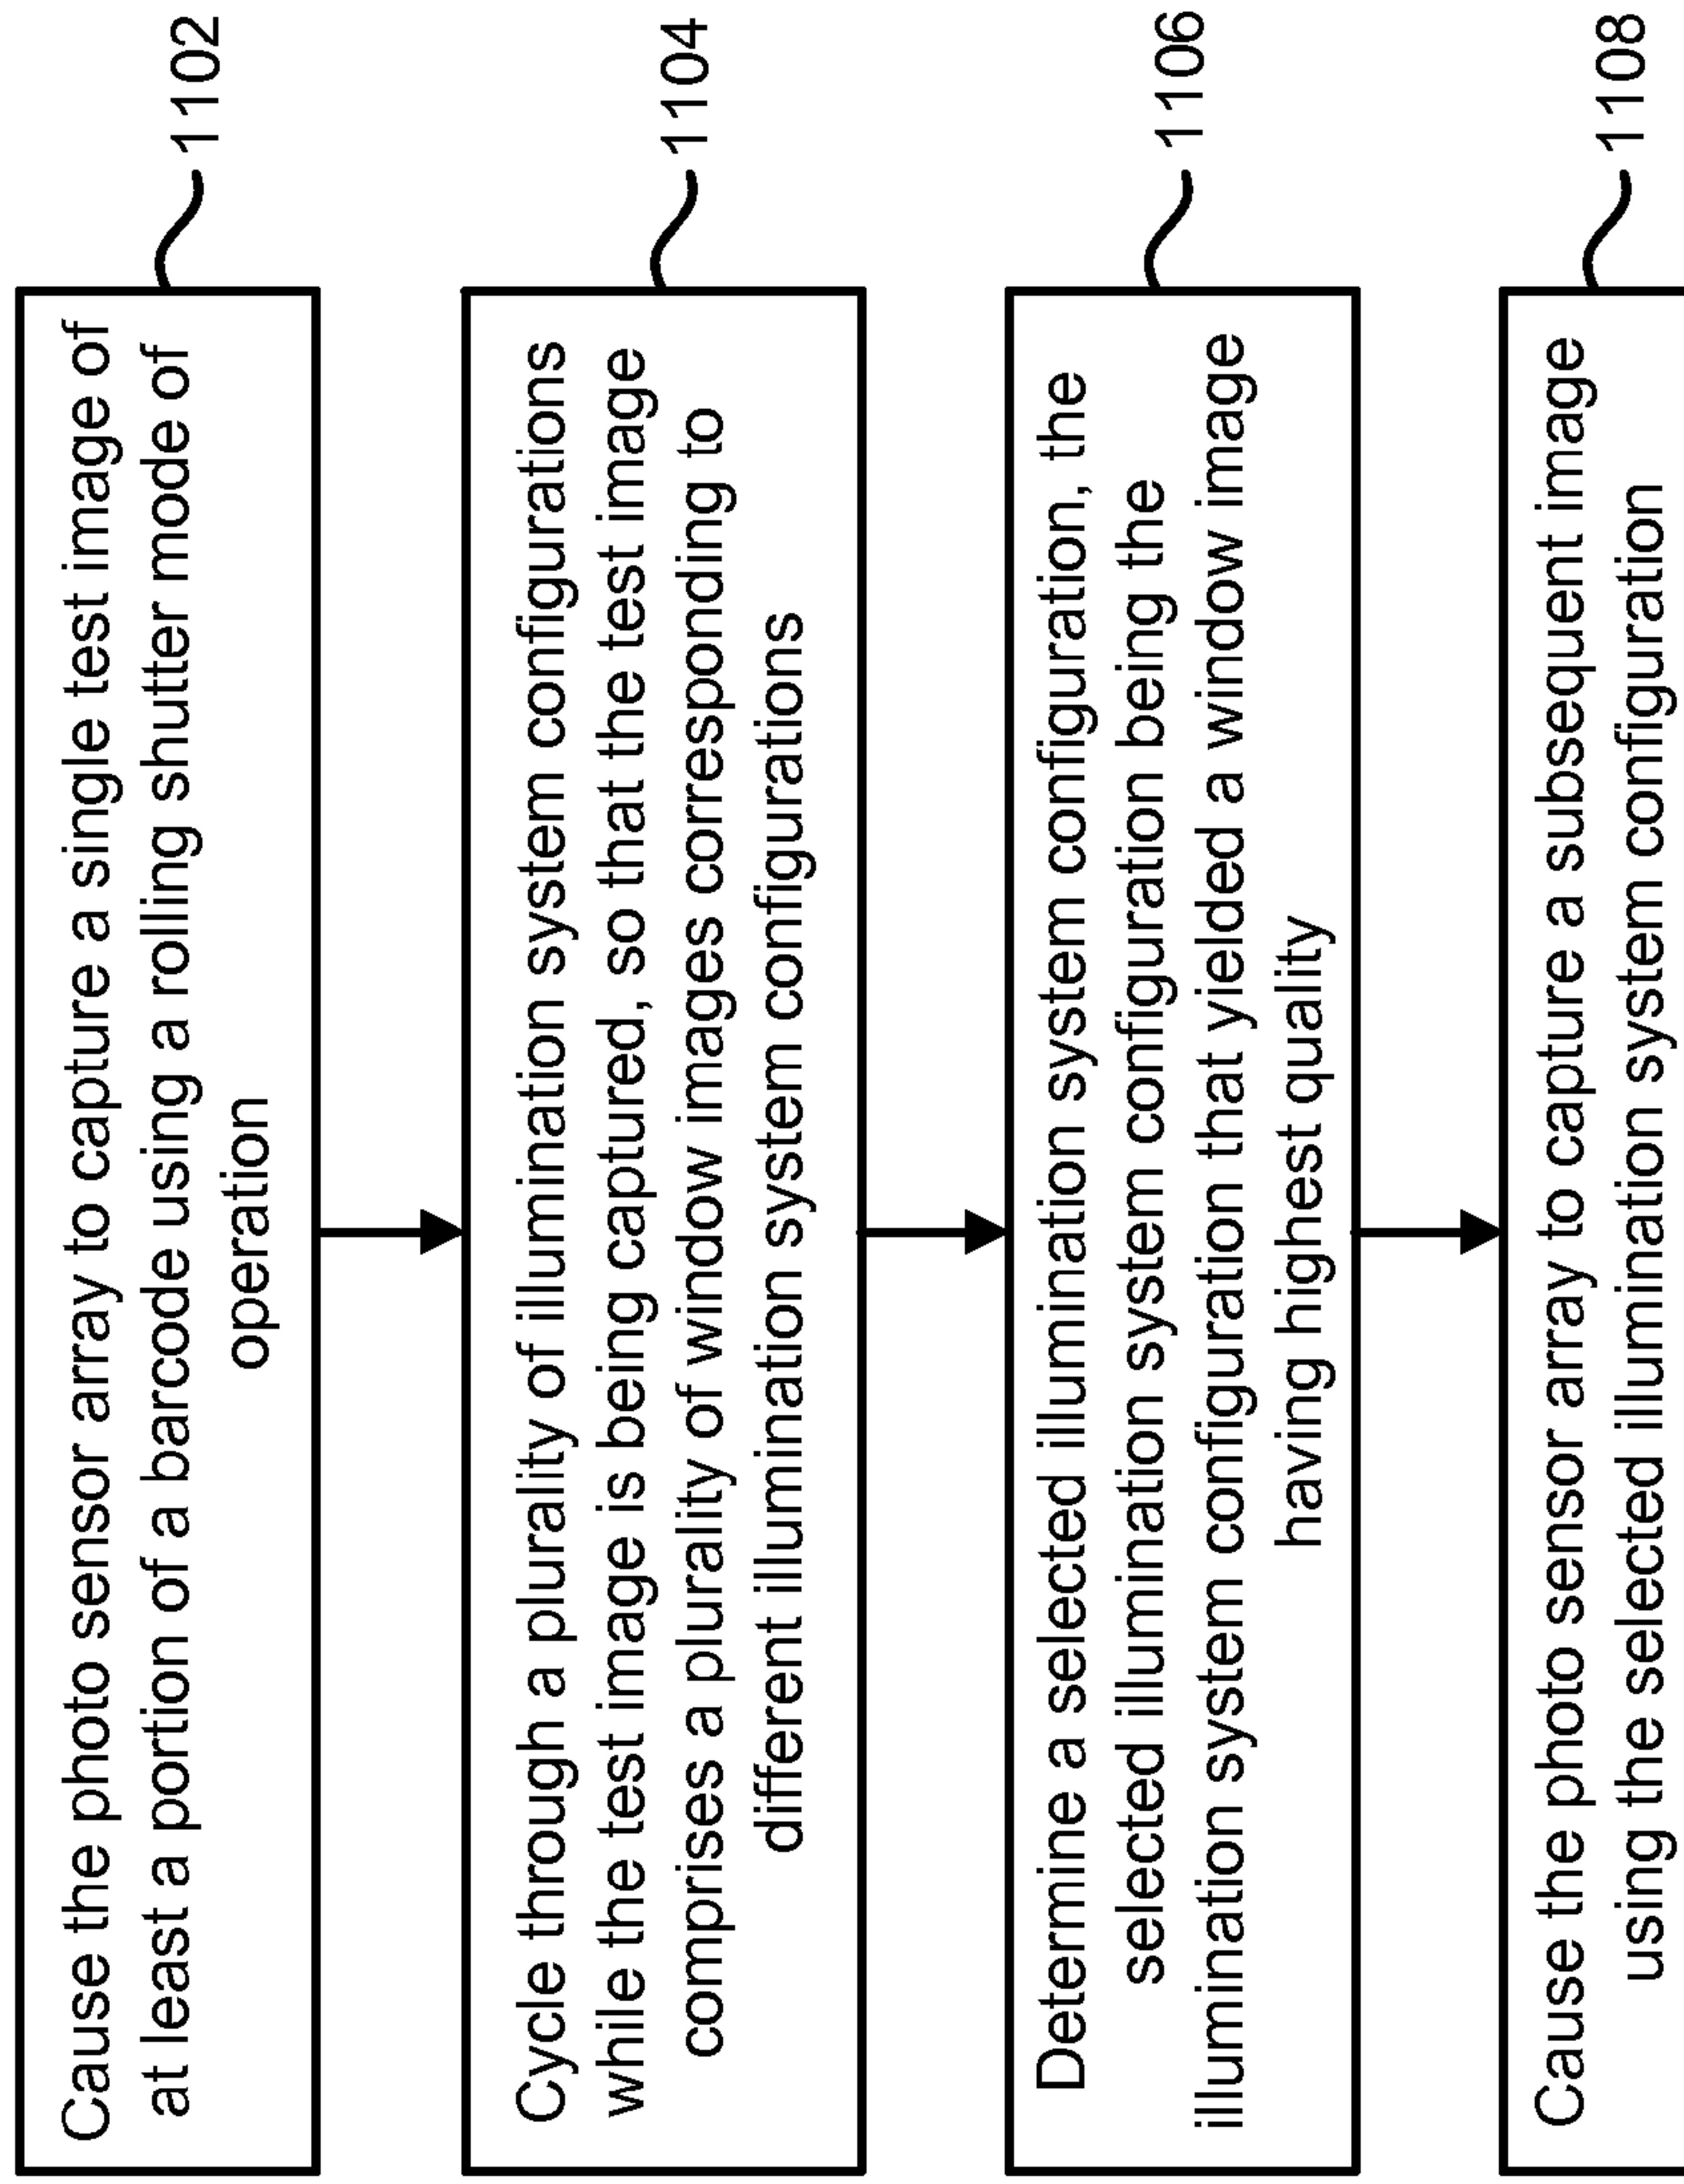 Cause the photo sensor array to capture a single test image of
at least a portion of a barcode using a rolling shutter mode of
operation
1102
Cycle through a plurality of illumination system configurations
while the test image is being captured, so that the test image
comprises a plurality of window images corresponding to
different illumination system configurations
1104
Determine a selected illumination system configuration, the
selected illumination system configuration being the
illumination system configuration that yielded a window image
having highest quality
1106
Cause the photo sensor array to capture a subsequent image
using the selected illumination system configuration
1108